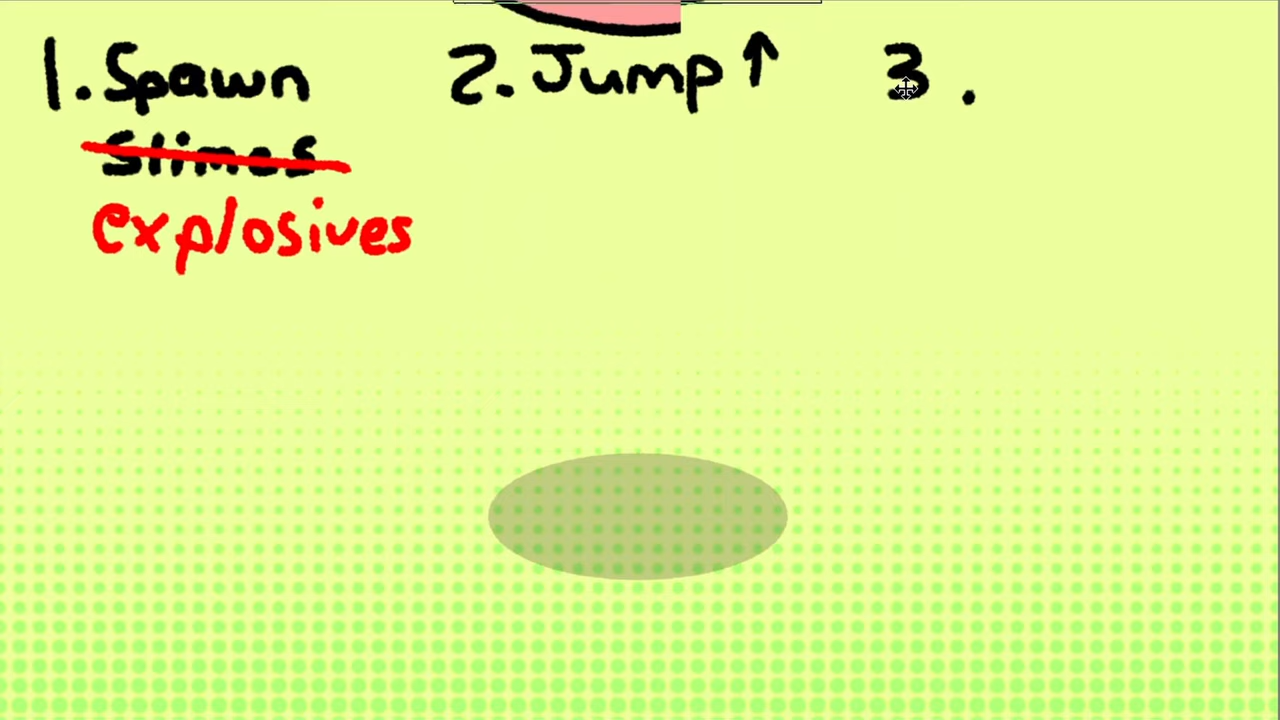 1. Spawn
Slimes
explosives
2. Jump ↑
3.